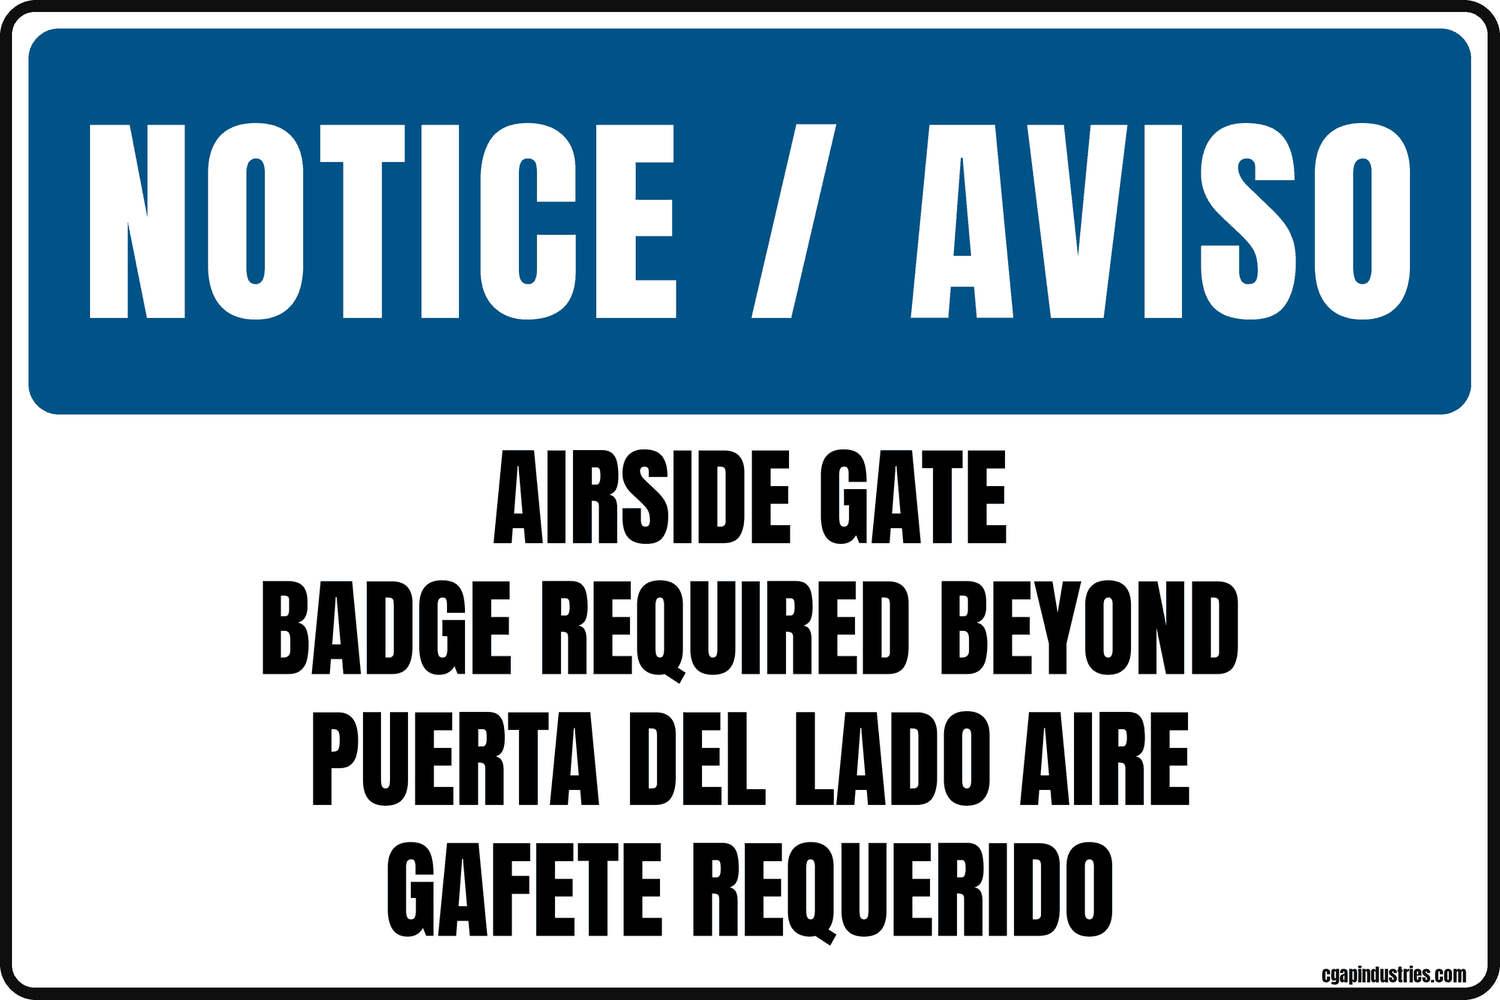 NOTICE / AVISO
AIRSIDE GATE
BADGE REQUIRED BEYOND
PUERTA DEL LADO AIRE
GAFETE REQUERIDO
cgapindustries.com